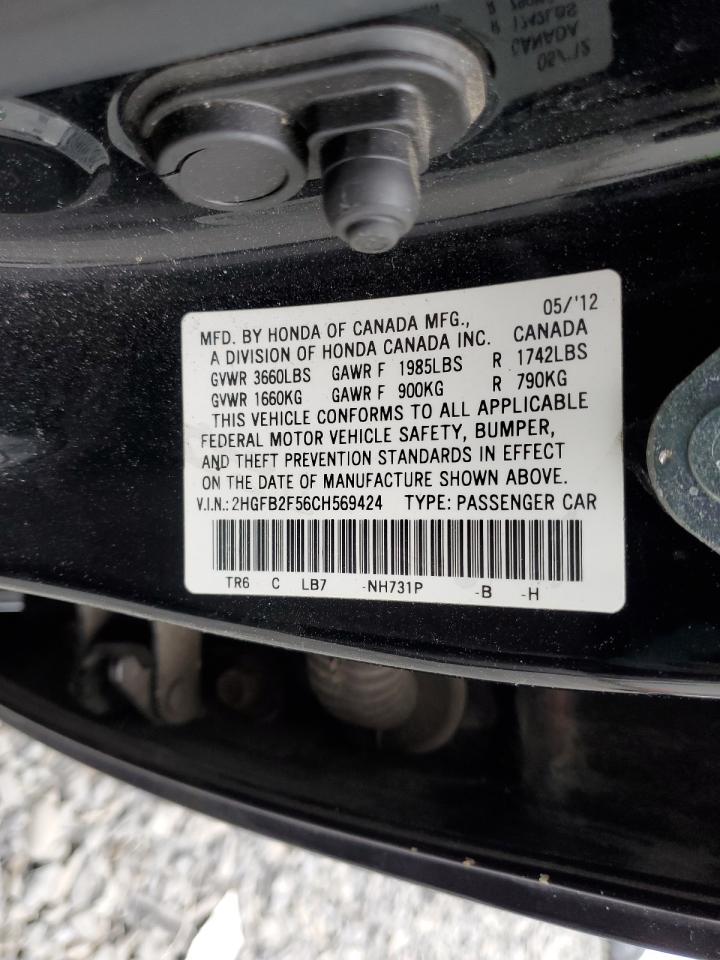 MFD. BY HONDA OF CANADA MFG., 05/'12
A DIVISION OF HONDA CANADA INC. CANADA
GVWR 3660LBS GAWR F 1985LBS R 1742LBS
GVWR 1660KG GAWR F 900KG R 790KG
THIS VEHICLE CONFORMS TO ALL APPLICABLE
FEDERAL MOTOR VEHICLE SAFETY, BUMPER,
AND THEFT PREVENTION STANDARDS IN EFFECT
ON THE DATE OF MANUFACTURE SHOWN ABOVE.
V.I.N.: 2HGFB2F56CH569424 TYPE: PASSENGER CAR
TR6 C LB7 -NH731P -B -H